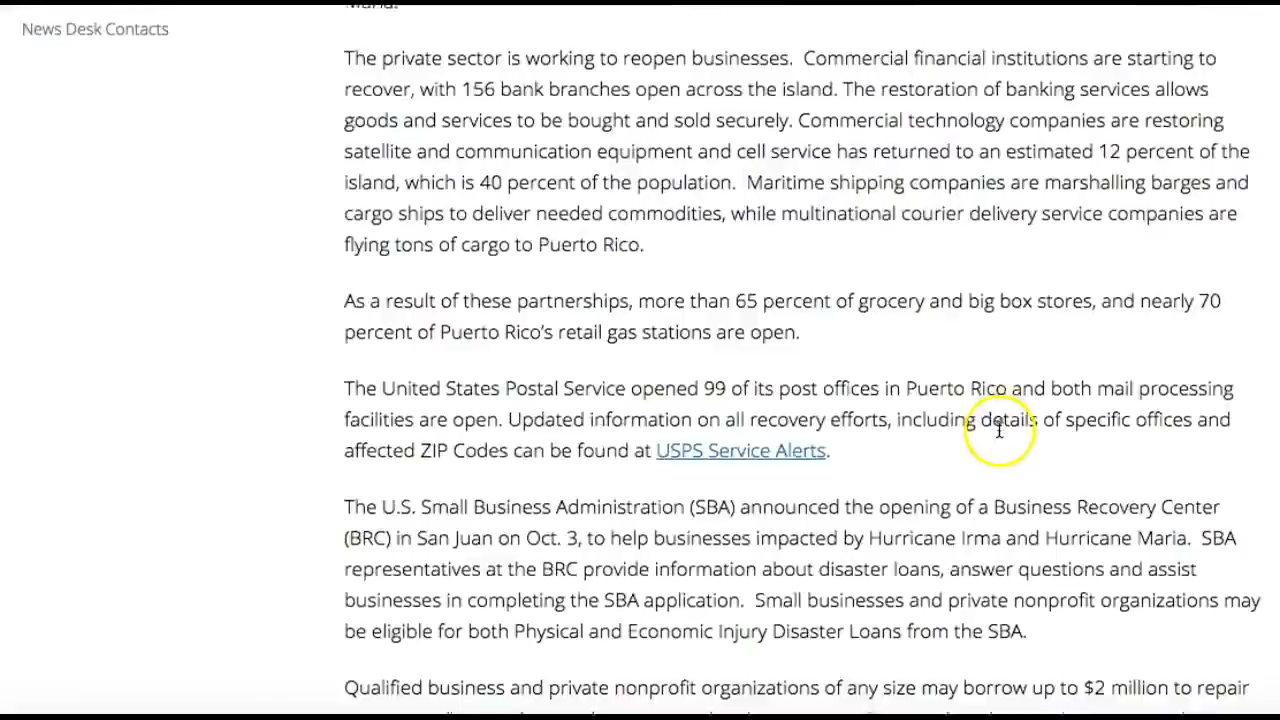 Maria.
News Desk Contacts
The private sector is working to reopen businesses.  Commercial financial institutions are starting to
recover, with 156 bank branches open across the island. The restoration of banking services allows
goods and services to be bought and sold securely. Commercial technology companies are restoring
satellite and communication equipment and cell service has returned to an estimated 12 percent of the
island, which is 40 percent of the population.  Maritime shipping companies are marshalling barges and
cargo ships to deliver needed commodities, while multinational courier delivery service companies are
flying tons of cargo to Puerto Rico.
As a result of these partnerships, more than 65 percent of grocery and big box stores, and nearly 70
percent of Puerto Rico’s retail gas stations are open.
The United States Postal Service opened 99 of its post offices in Puerto Rico and both mail processing
facilities are open. Updated information on all recovery efforts, including details of specific offices and
affected ZIP Codes can be found at USPS Service Alerts.
The U.S. Small Business Administration (SBA) announced the opening of a Business Recovery Center
(BRC) in San Juan on Oct. 3, to help businesses impacted by Hurricane Irma and Hurricane Maria.  SBA
representatives at the BRC provide information about disaster loans, answer questions and assist
businesses in completing the SBA application.  Small businesses and private nonprofit organizations may
be eligible for both Physical and Economic Injury Disaster Loans from the SBA.
Qualified business and private nonprofit organizations of any size may borrow up to $2 million to repair